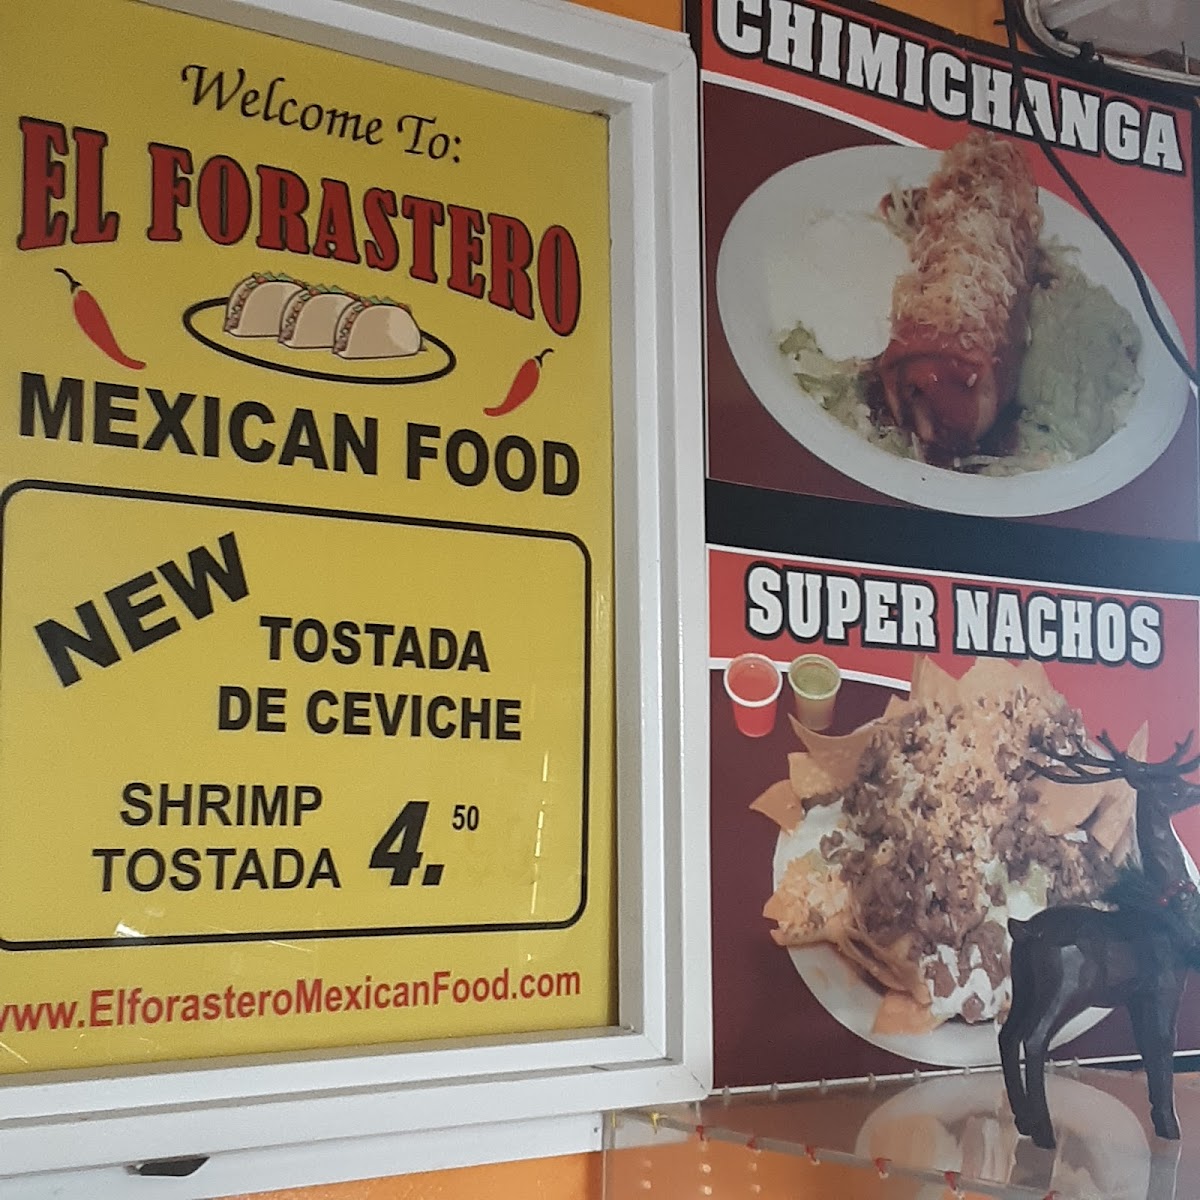 Welcome To:
EL FORASTERO
MEXICAN FOOD
NEW
TOSTADA
DE CEVICHE
SHRIMP
TOSTADA
4.50
www.ElforasteroMexicanFood.com
CHIMICHANGA
SUPER NACHOS